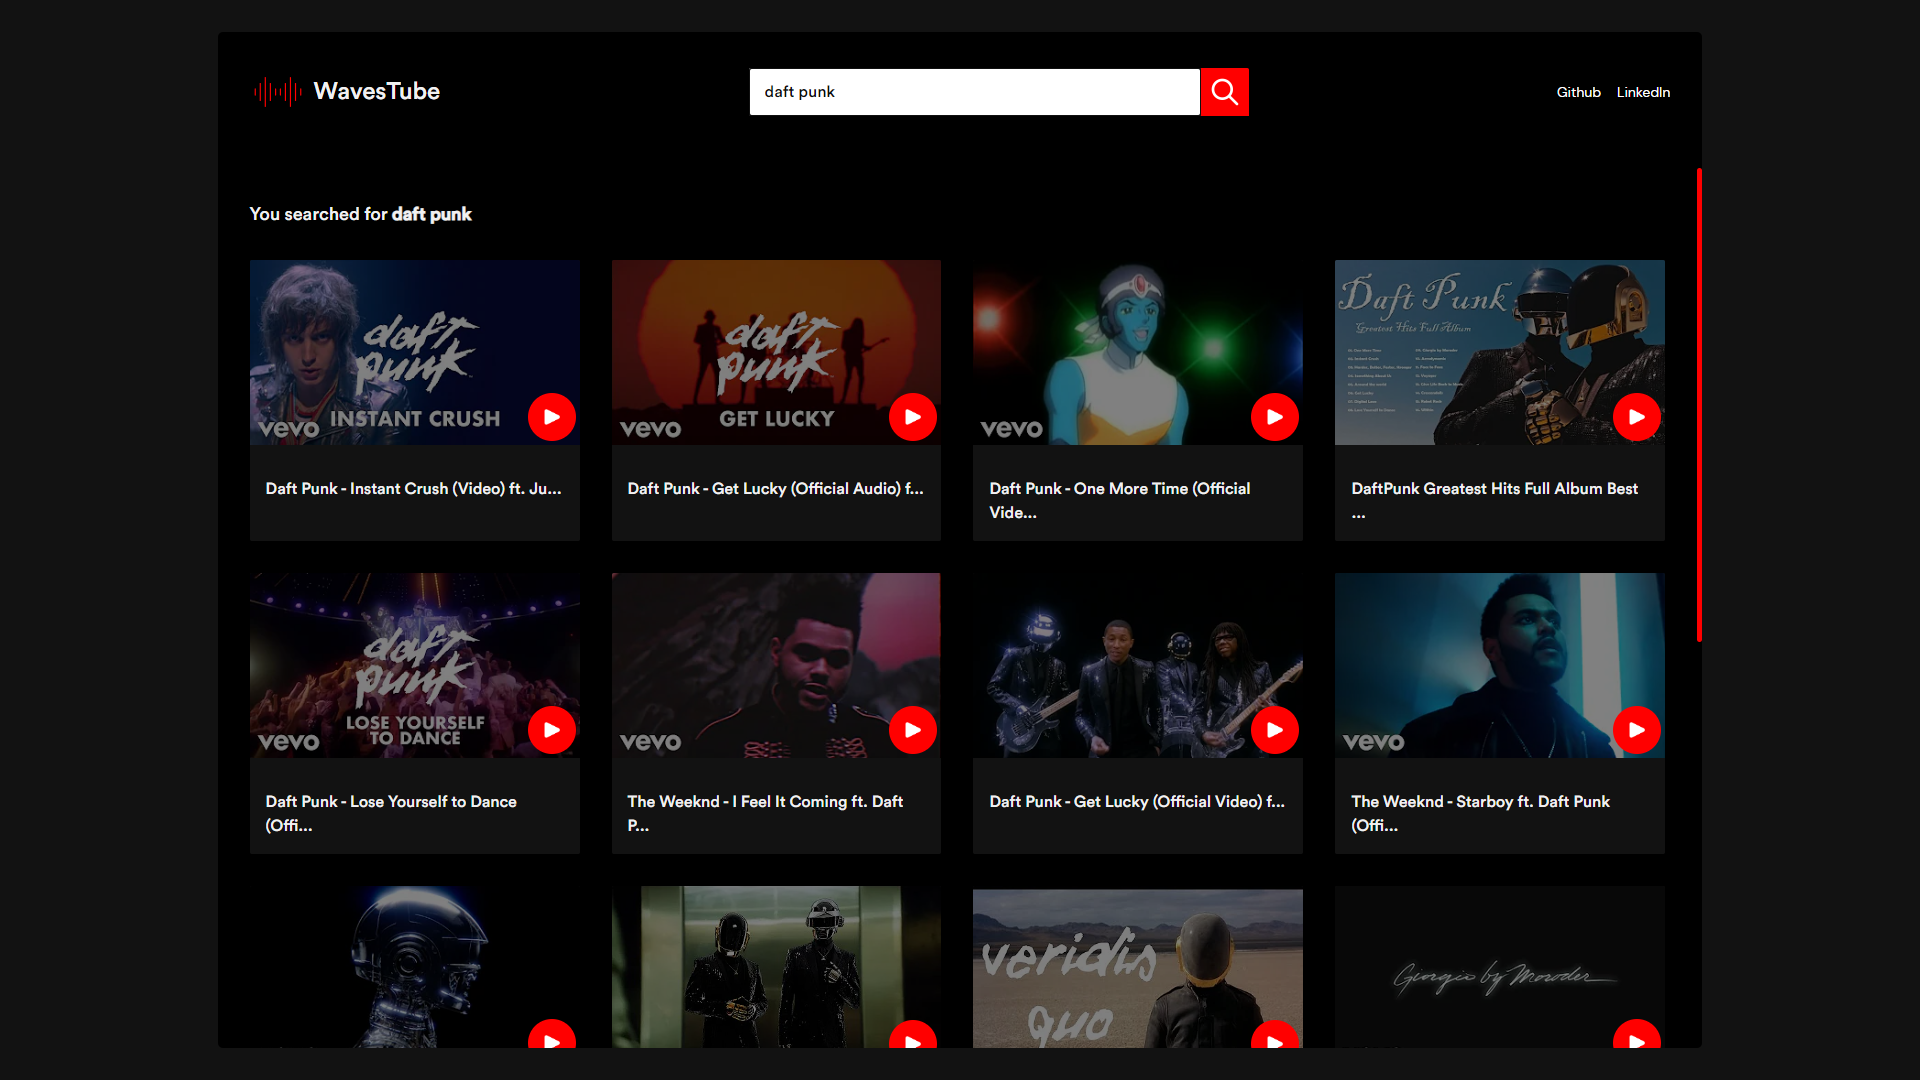 WavesTube
daft punk
Github
LinkedIn
You searched for daft punk
daft punk
INSTANT CRUSH
vevo
daft punk
GET LUCKY
vevo
vevo
Daft Punk
Greatest Hits Full Album
Daft Punk - Instant Crush (Video) ft. Ju...
Daft Punk - Get Lucky (Official Audio) f...
Daft Punk - One More Time (Official
Vide...
DaftPunk Greatest Hits Full Album Best
...
daft punk
LOSE YOURSELF
TO DANCE
vevo
vevo
vevo
Daft Punk - Lose Yourself to Dance
(Offi...
The Weeknd - I Feel It Coming ft. Daft
P...
Daft Punk - Get Lucky (Official Video) f...
The Weeknd - Starboy ft. Daft Punk
(Offi...
veridis
quo
Giorgio by Moroder